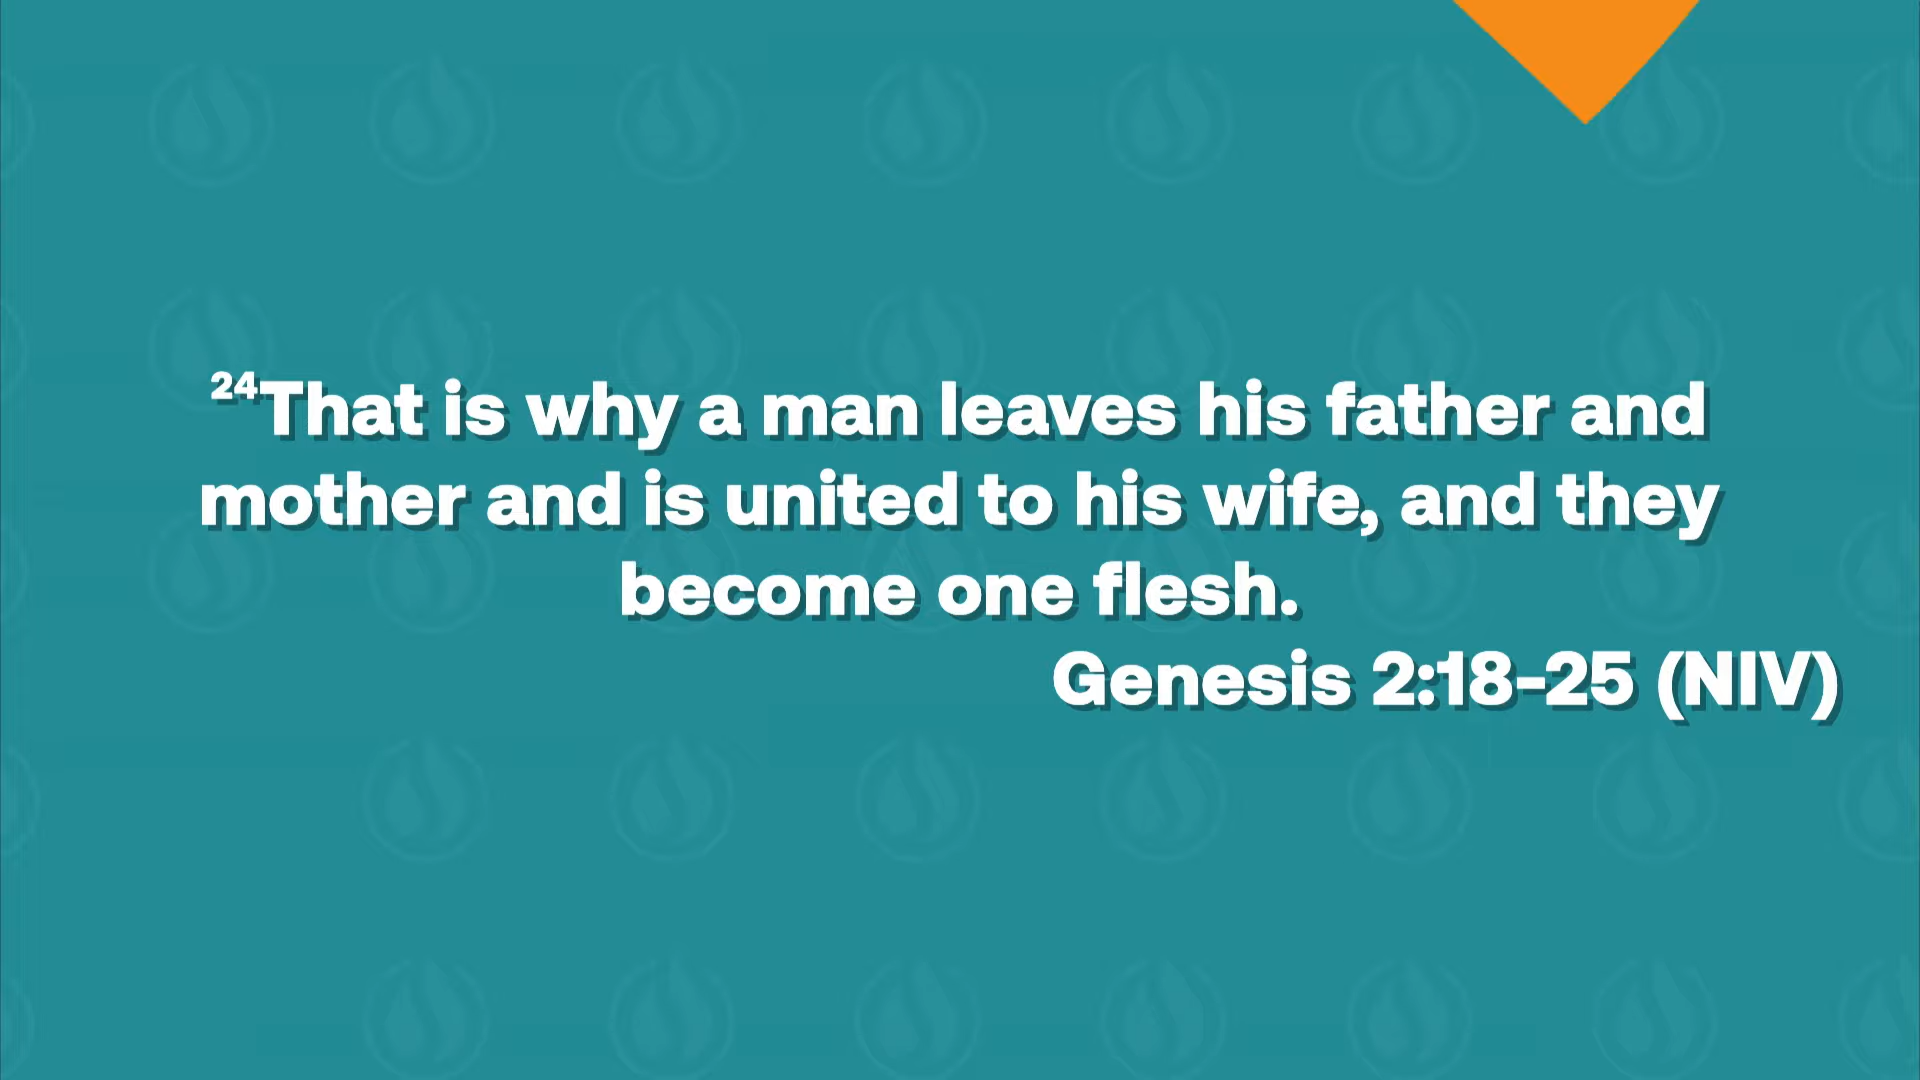 ²⁴That is why a man leaves his father and
mother and is united to his wife, and they
become one flesh.
Genesis 2:18-25 (NIV)